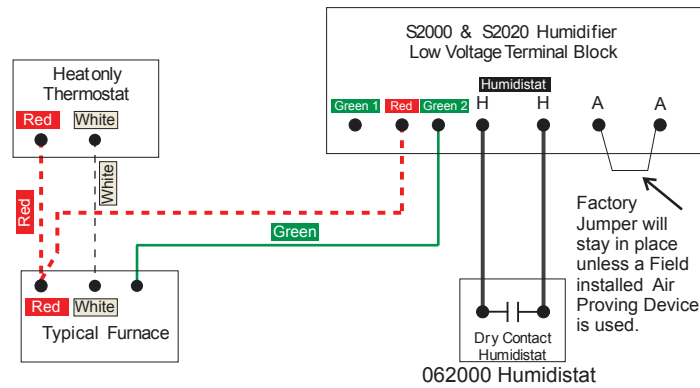 S2000 & S2020 Humidifier
Low Voltage Terminal Block
Humidistat
Green 1 Red Green 2 H H A A
Heat only
Thermostat
Red White
Red
White
Green
Red White
Typical Furnace
Factory
Jumper will
stay in place
unless a Field
installed Air
Proving Device
is used.
Dry Contact
Humidistat
062000 Humidistat